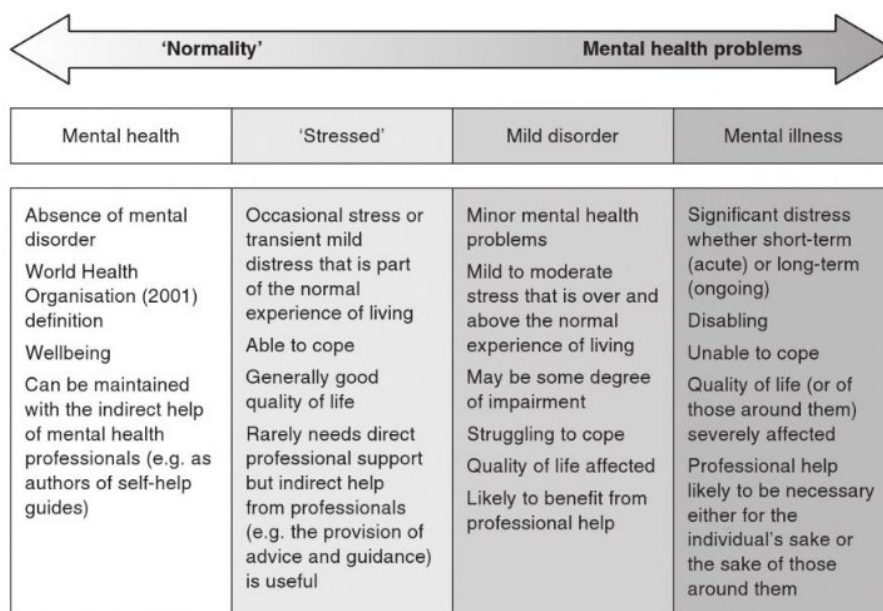 'Normality' Mental health problems
Mental health 'Stressed' Mild disorder Mental illness
Absence of mental
disorder
World Health
Organisation (2001)
definition
Wellbeing
Can be maintained
with the indirect help
of mental health
professionals (e.g. as
authors of self-help
guides)
Occasional stress or
transient mild
distress that is part
of the normal
experience of living
Able to cope
Generally good
quality of life
Rarely needs direct
professional support
but indirect help
from professionals
(e.g. the provision of
advice and guidance)
is useful
Minor mental health
problems
Mild to moderate
stress that is over and
above the normal
experience of living
May be some degree
of impairment
Struggling to cope
Quality of life affected
Likely to benefit from
professional help
Significant distress
whether short-term
(acute) or long-term
(ongoing)
Disabling
Unable to cope
Quality of life (or of
those around them)
severely affected
Professional help
likely to be necessary
either for the
individual's sake or
the sake of those
around them